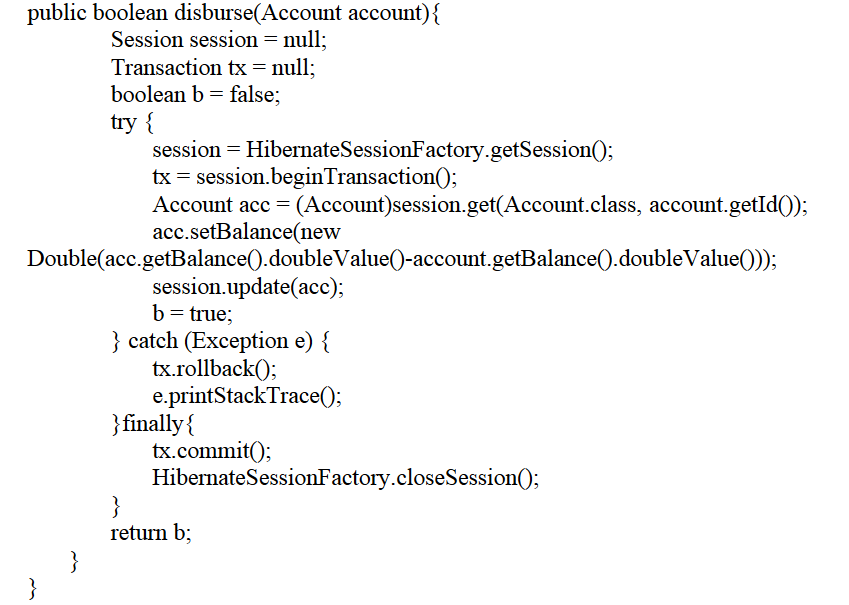 public boolean disburse(Account account){
Session session = null;
Transaction tx = null;
boolean b = false;
try {
session = HibernateSessionFactory.getSession();
tx = session.beginTransaction();
Account acc = (Account)session.get(Account.class, account.getId());
acc.setBalance(new
Double(acc.getBalance().doubleValue()-account.getBalance().doubleValue()));
session.update(acc);
b = true;
} catch (Exception e) {
tx.rollback();
e.printStackTrace();
}finally{
tx.commit();
HibernateSessionFactory.closeSession();
}
return b;
}
}